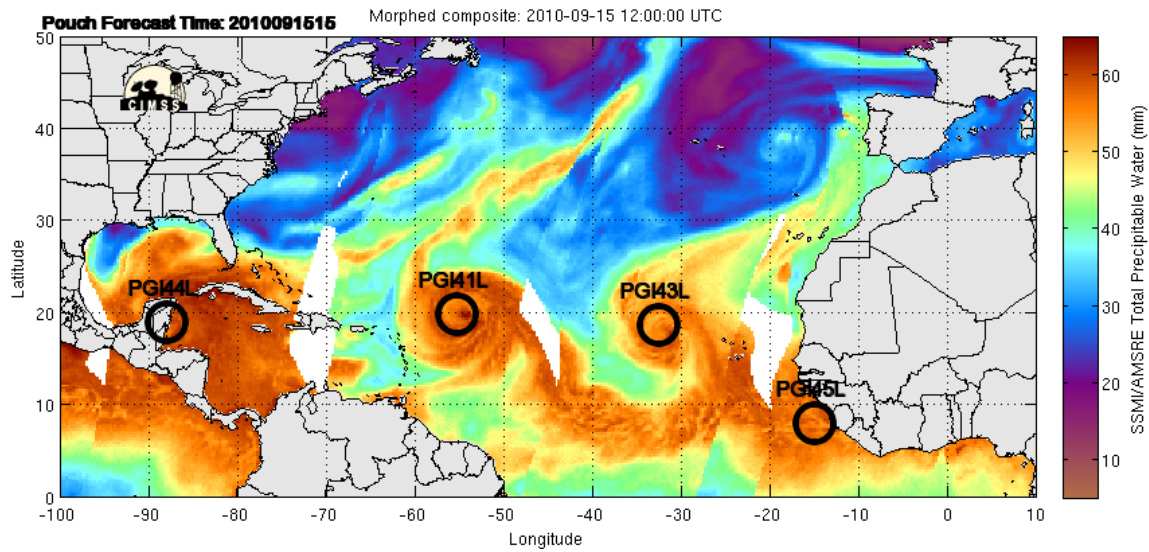 Pouch Forecast Time: 2010091515
Morphed composite: 2010-09-15 12:00:00 UTC
50
40
30
20
10
0
Latitude
CIMSS
PGI44L
PGI41L
PGI43L
PGI45L
-100
-90
-80
-70
-60
-50
-40
-30
-20
-10
0
10
Longitude
60
50
40
30
20
10
SSMI/AMSRE Total Precipitable Water (mm)